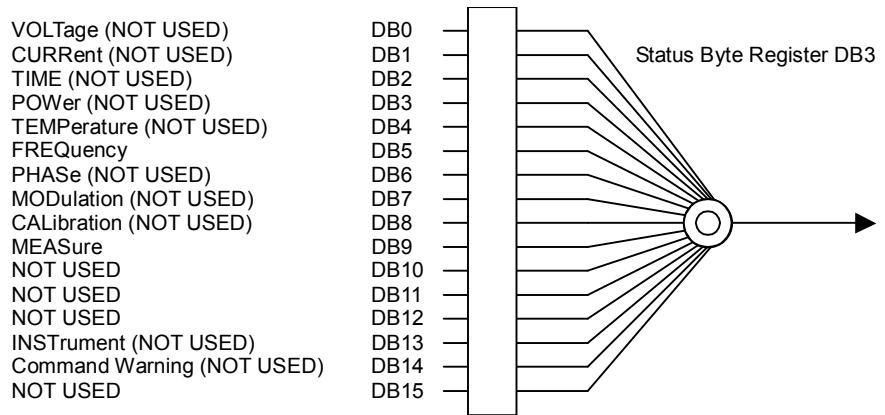 VOLTage (NOT USED) DB0
CURRent (NOT USED) DB1 Status Byte Register DB3
TIME (NOT USED) DB2
POWer (NOT USED) DB3
TEMPerature (NOT USED) DB4
FREQuency DB5
PHASe (NOT USED) DB6
MODulation (NOT USED) DB7
CALibration (NOT USED) DB8
MEASure DB9
NOT USED DB10
NOT USED DB11
NOT USED DB12
INSTrument (NOT USED) DB13
Command Warning (NOT USED) DB14
NOT USED DB15